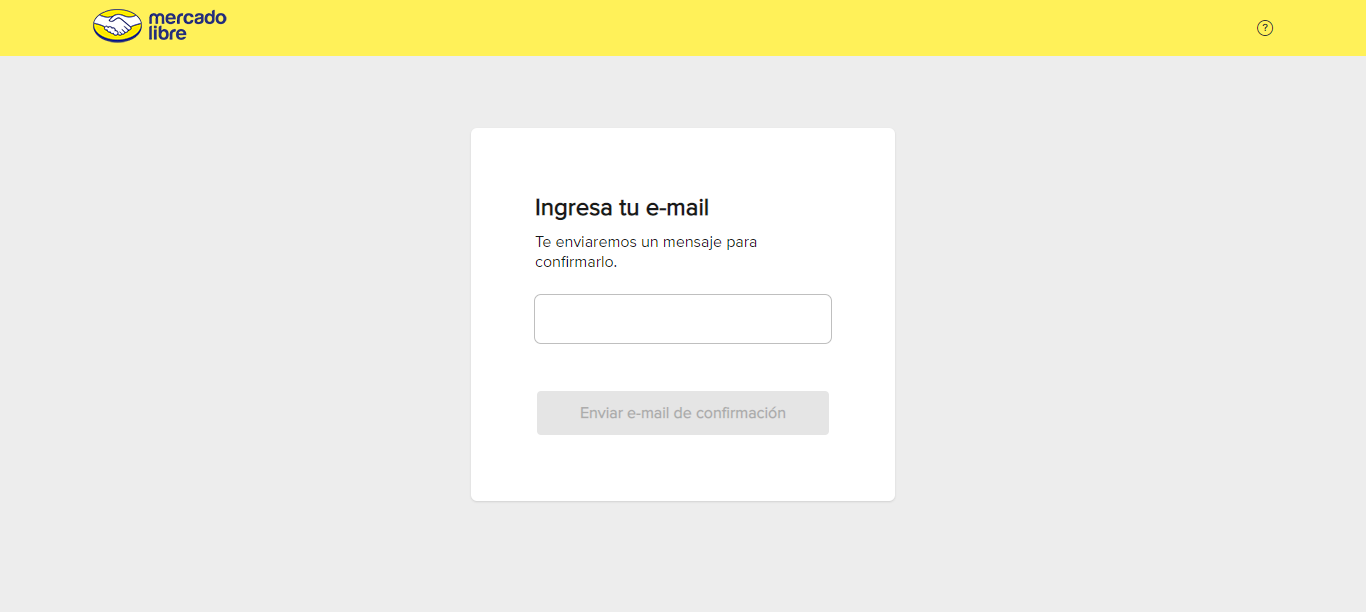 mercado
libre
?
Ingresa tu e-mail
Te enviaremos un mensaje para
confirmarlo.
Enviar e-mail de confirmación